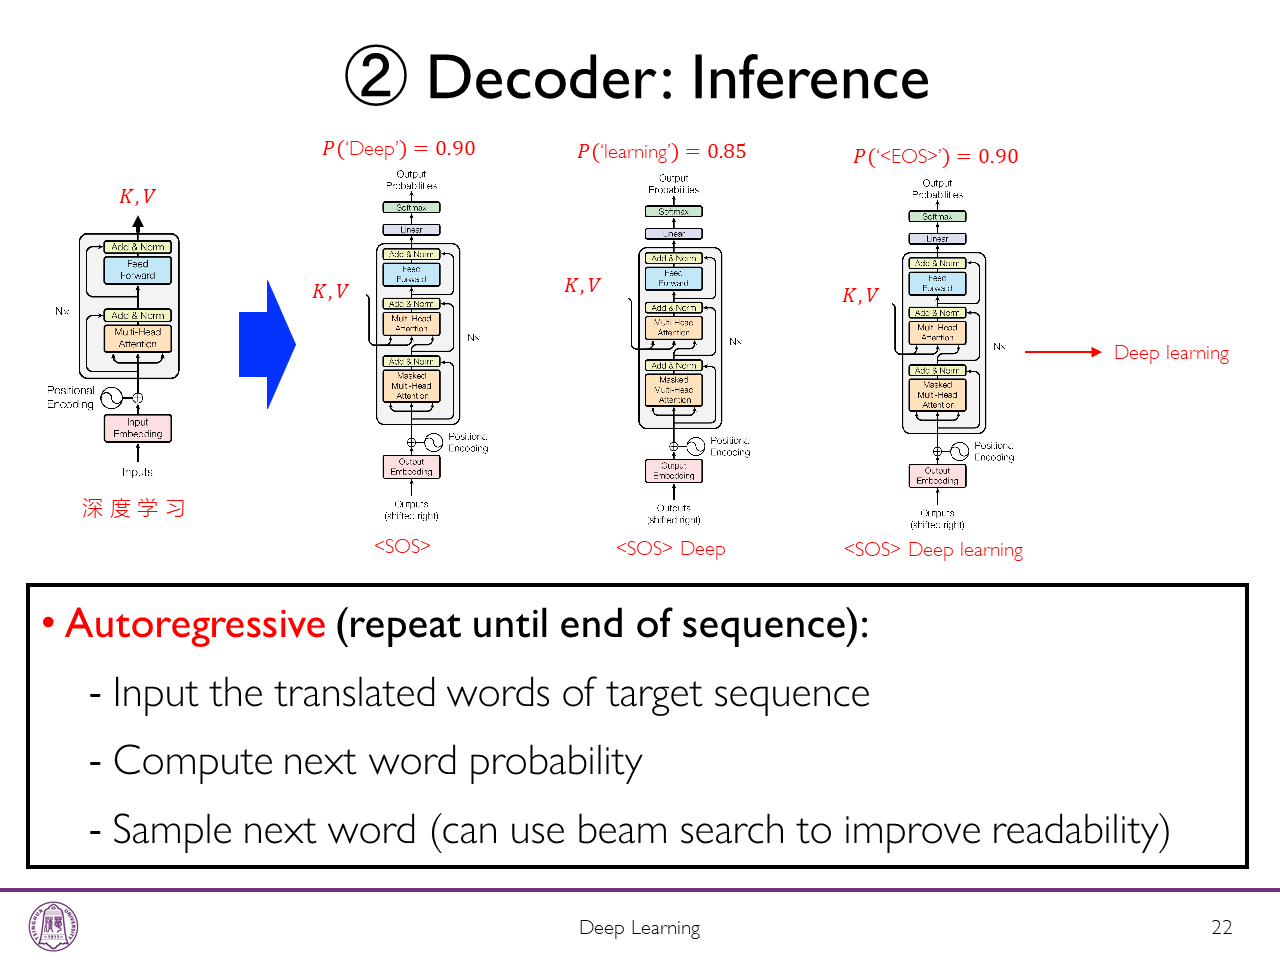 ② Decoder: Inference
P(‘Deep’) = 0.90
P(‘learning’) = 0.85
P(‘<EOS>’) = 0.90
K, V
Add & Norm
Feed
Forward
Add & Norm
Multi-Head
Attention
Nx
Positional
Encoding
Input
Embedding
Inputs
深 度 学 习
Output
Probabilities
Softmax
Linear
Add & Norm
Feed
Forward
K, V
Add & Norm
Multi-Head
Attention
Nx
Add & Norm
Masked
Multi-Head
Attention
Positional
Encoding
Output
Embedding
Outputs
(shifted right)
<SOS>
Output
Probabilities
Softmax
Linear
Add & Norm
Feed
Forward
K, V
Add & Norm
Multi-Head
Attention
Nx
Add & Norm
Masked
Multi-Head
Attention
Positional
Encoding
Output
Embedding
Outputs
(shifted right)
<SOS> Deep
Output
Probabilities
Softmax
Linear
Add & Norm
Feed
Forward
K, V
Add & Norm
Multi-Head
Attention
Nx
Add & Norm
Masked
Multi-Head
Attention
Positional
Encoding
Output
Embedding
Outputs
(shifted right)
<SOS> Deep learning
Deep learning
• Autoregressive (repeat until end of sequence):
- Input the translated words of target sequence
- Compute next word probability
- Sample next word (can use beam search to improve readability)
TSINGHUA UNIVERSITY
1911
Deep Learning
22